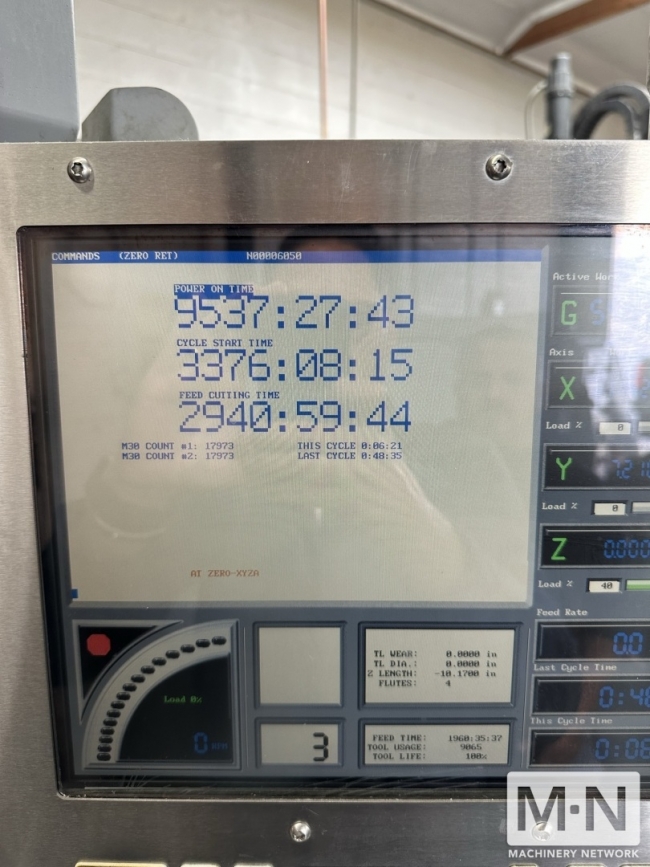 COMMANDS (ZERO RET) N00006050
POWER ON TIME
9537:27:43
CYCLE START TIME
3376:08:15
FEED CUTTING TIME
2940:59:44
M30 COUNT #1: 17973 THIS CYCLE 0:06:21
M30 COUNT #2: 17973 LAST CYCLE 0:48:35
AT ZERO-XYZA
Active
G
Axis
X
Load % 0
Y
Load % 0
Z 0.000
Load % 40
Feed Rate
0.0
Last Cycle Time
This Cycle Time
Load 0%
0 RPM
3
TL WEAR: 0.0000 in
TL DIA.: 0.0000 in
Z LENGTH: -10.1700 in
FLUTES: 4
FEED TIME: 1960:35:37
TOOL USAGE: 9065
TOOL LIFE: 100%
M·N
MACHINERY NETWORK